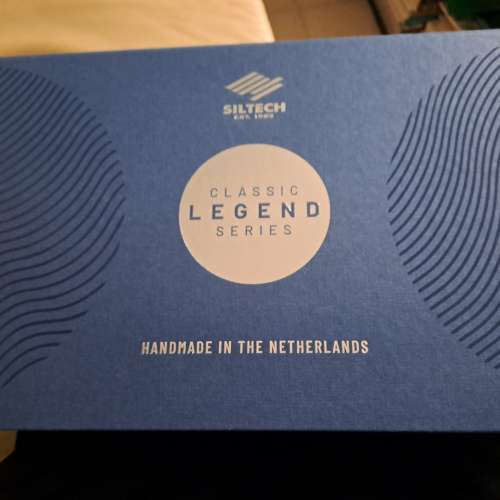 SILTECH
EST. 1983
CLASSIC
LEGEND
SERIES
HANDMADE IN THE NETHERLANDS